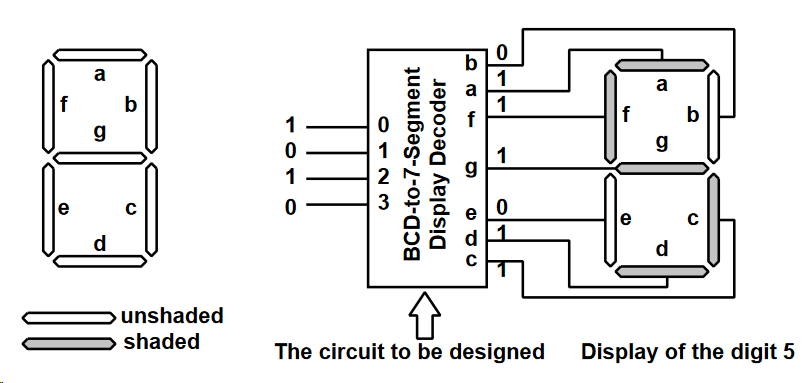 a
f
b
g
e
c
d
unshaded
shaded
1
0
1
0
0
1
2
3
BCD-to-7-Segment
Display Decoder
b
a
f
g
e
d
c
0
1
1
1
0
1
1
a
f
b
g
e
c
d
The circuit to be designed
Display of the digit 5